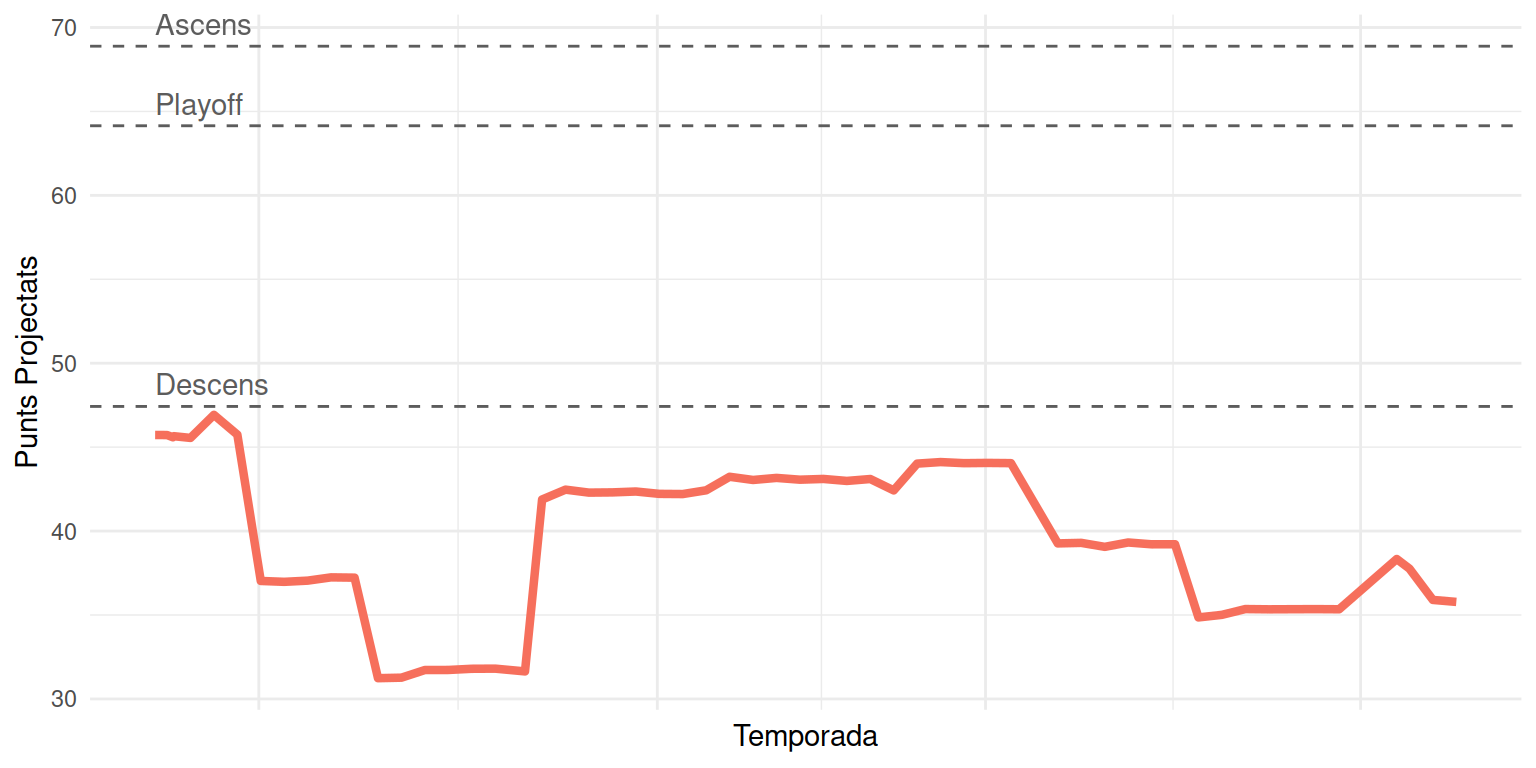 70
Ascens
Playoff
60
50
Descens
40
30
Punts Projectats
Temporada